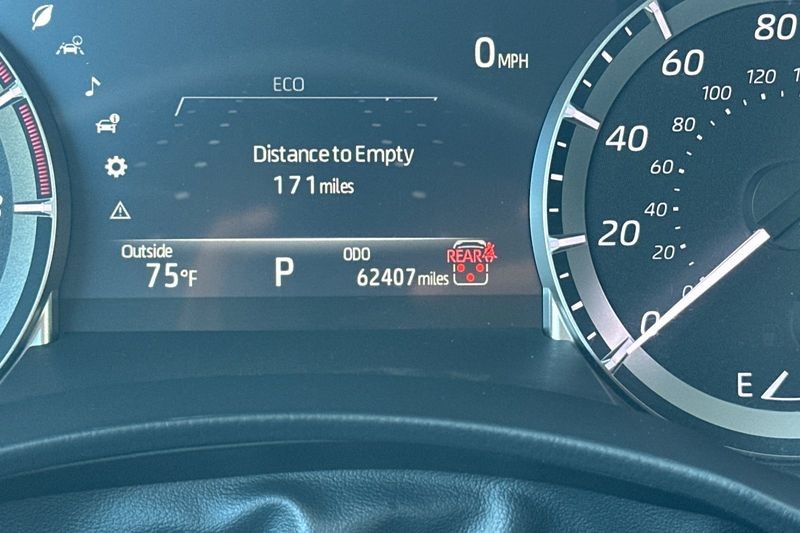 0 MPH
ECO
Distance to Empty
171 miles
Outside
75°F
P
ODO
62407 miles
REAR
80
60
40
20
0
120
100
80
60
40
20
E